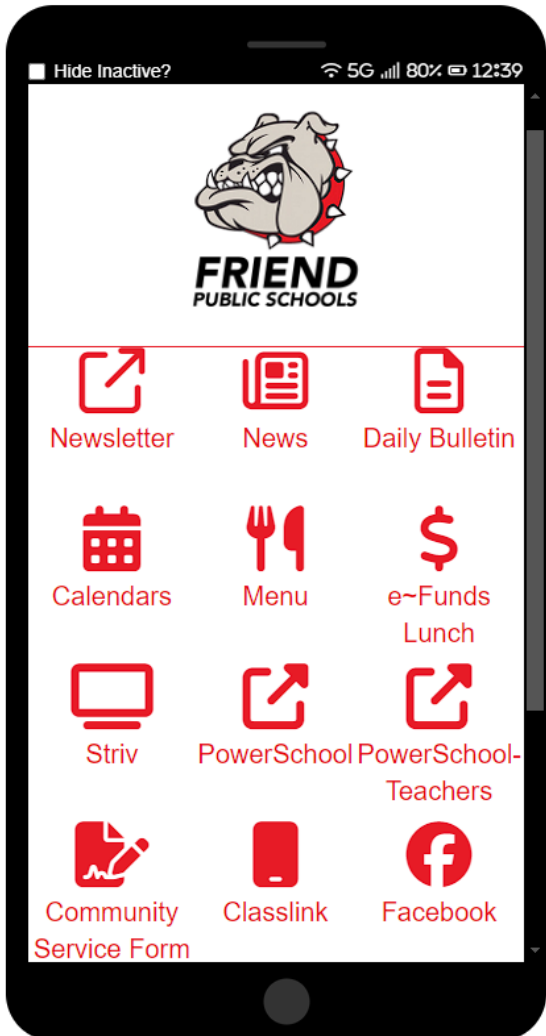 Hide Inactive? 5G 80% 12:39
FRIEND
PUBLIC SCHOOLS
Newsletter News Daily Bulletin
Calendars Menu e~Funds
Lunch
Striv PowerSchool PowerSchool-
Teachers
Community Classlink Facebook
Service Form